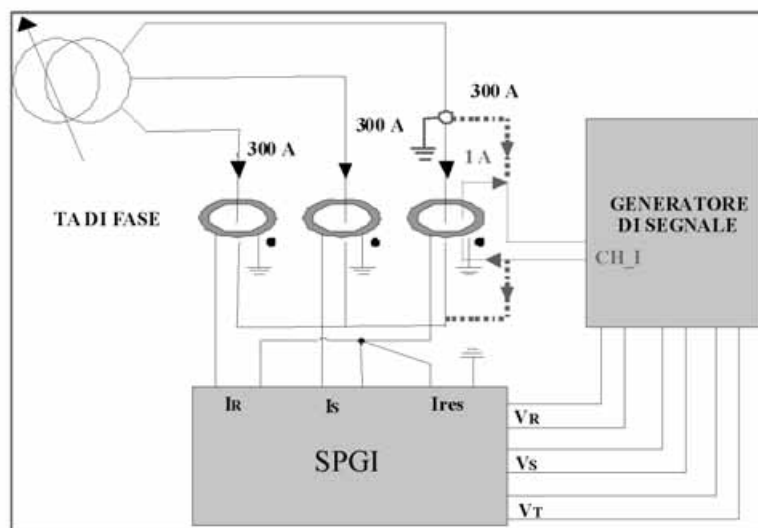 300 A
300 A
300 A
1 A
TA DI FASE
GENERATORE
DI SEGNALE
CH_I
IR
IS
Ires
SPGI
VR
VS
VT